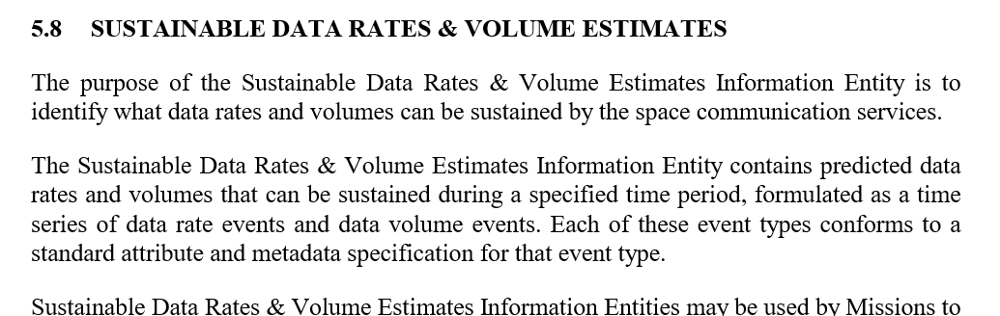 5.8 SUSTAINABLE DATA RATES & VOLUME ESTIMATES
The purpose of the Sustainable Data Rates & Volume Estimates Information Entity is to
identify what data rates and volumes can be sustained by the space communication services.
The Sustainable Data Rates & Volume Estimates Information Entity contains predicted data
rates and volumes that can be sustained during a specified time period, formulated as a time
series of data rate events and data volume events. Each of these event types conforms to a
standard attribute and metadata specification for that event type.
Sustainable Data Rates & Volume Estimates Information Entities may be used by Missions to